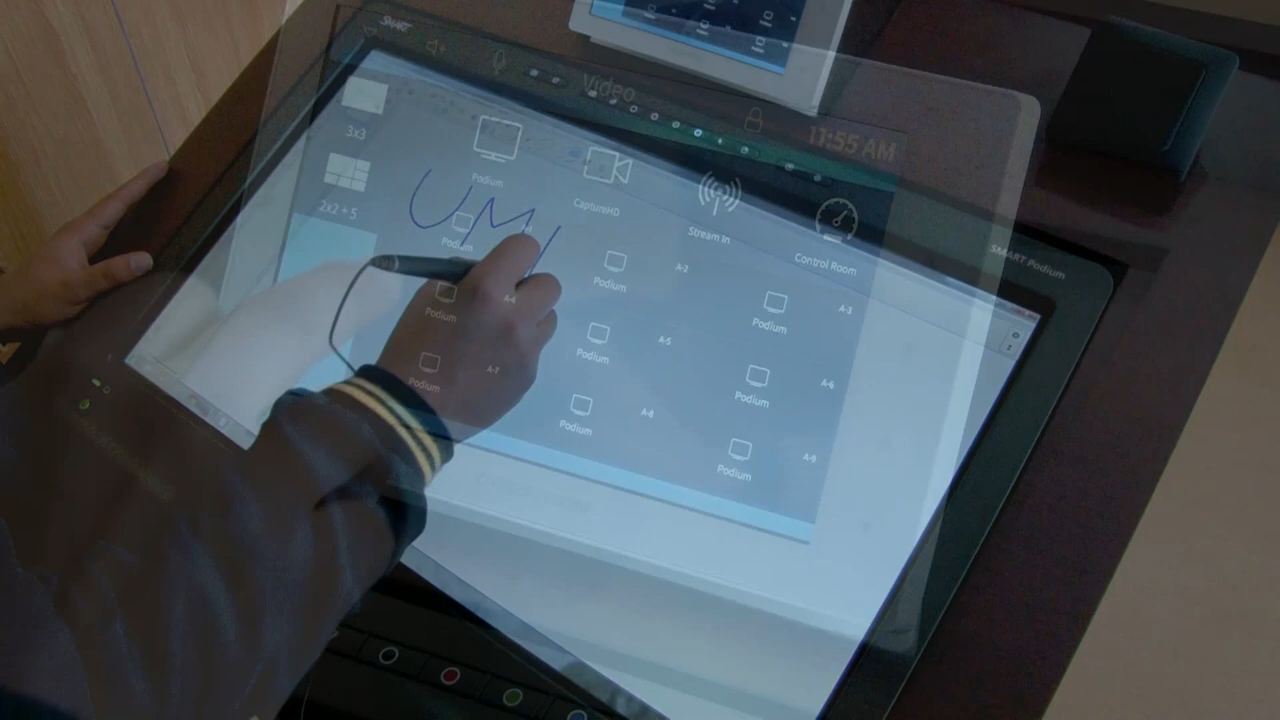 SMART
Video
11:55 AM
3x3
Podium
CaptureHD
Stream In
Control Room
2x2 + 5
UM
SMART Podium
Podium
Podium
A-2
Podium
A-3
Podium
A-4
Podium
A-5
Podium
A-6
Podium
A-7
Podium
A-8
Podium
A-9